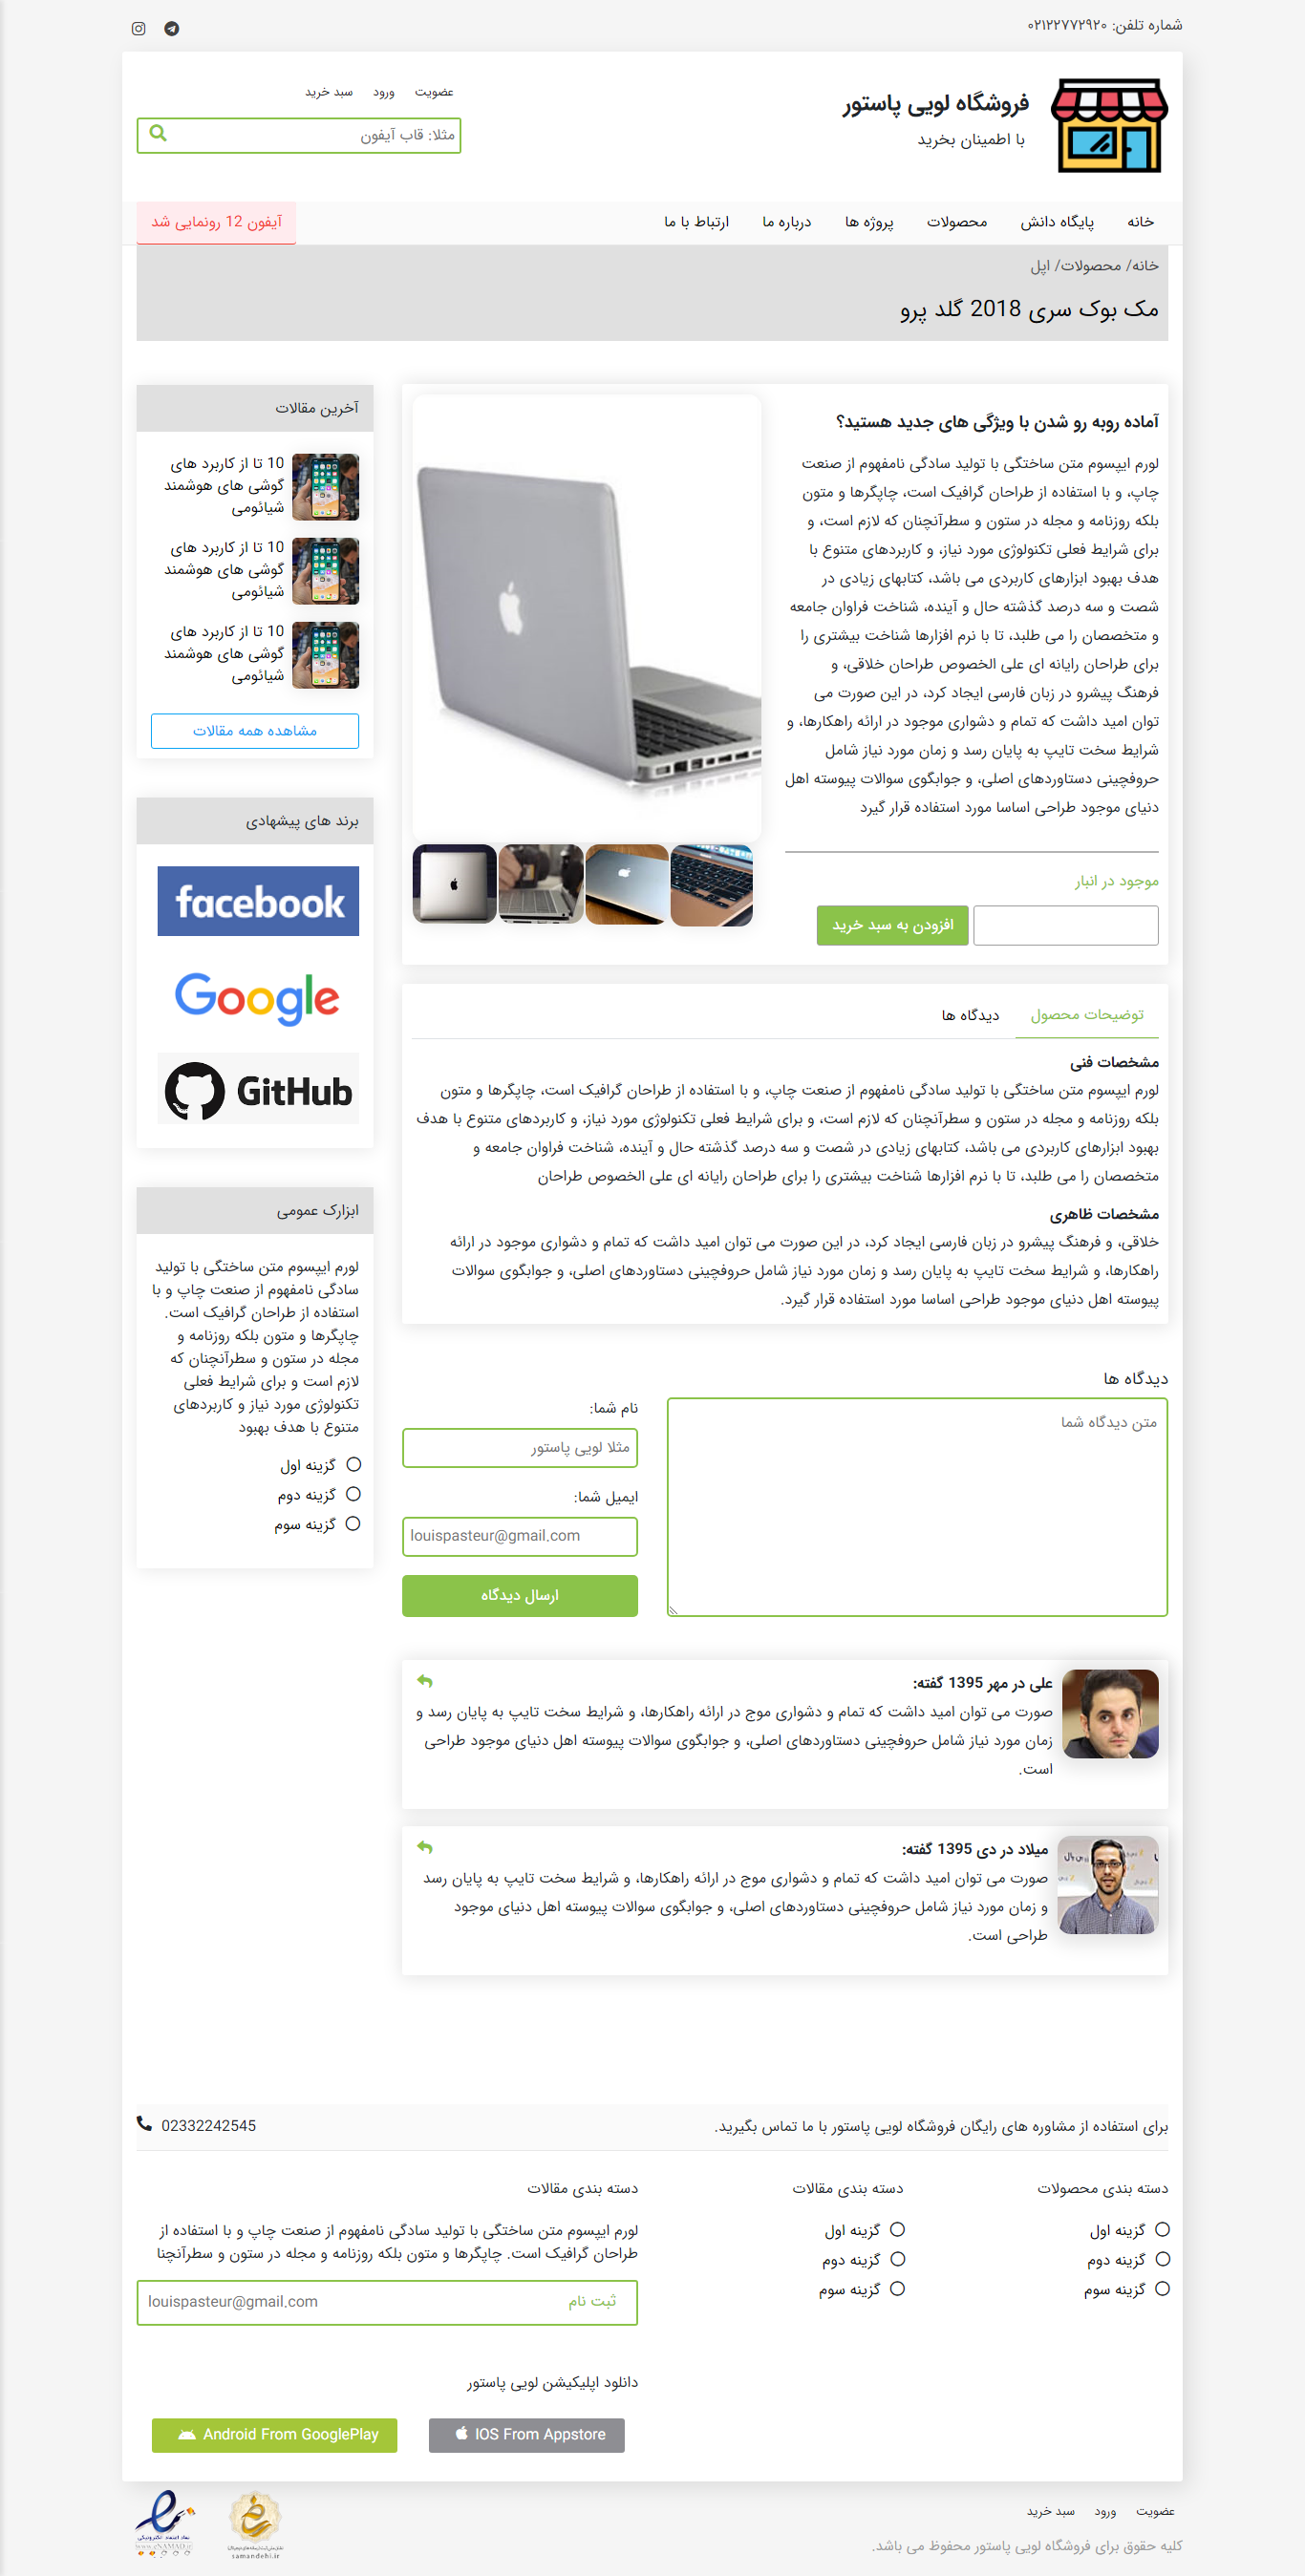 شماره تلفن: ۰۲۱۲۲۷۷۲۹۲۰
فروشگاه لویی پاستور
با اطمینان بخرید
عضویت
ورود
سبد خرید
مثلا: قاب آیفون
خانه
پایگاه دانش
محصولات
پروژه ها
درباره ما
ارتباط با ما
آیفون 12 رونمایی شد
خانه/ محصولات/ اپل
مک بوک سری 2018 گلد پرو
آماده روبه رو شدن با ویژگی های جدید هستید؟
لورم ایپسوم متن ساختگی با تولید سادگی نامفهوم از صنعت
چاپ، و با استفاده از طراحان گرافیک است، چاپگرها و متون
بلکه روزنامه و مجله در ستون و سطرآنچنان که لازم است، و
برای شرایط فعلی تکنولوژی مورد نیاز، و کاربردهای متنوع با
هدف بهبود ابزارهای کاربردی می باشد، کتابهای زیادی در
شصت و سه درصد گذشته حال و آینده، شناخت فراوان جامعه
و متخصصان را می طلبد، تا با نرم افزارها شناخت بیشتری را
برای طراحان رایانه ای علی الخصوص طراحان خلاقی، و
فرهنگ پیشرو در زبان فارسی ایجاد کرد، در این صورت می
توان امید داشت که تمام و دشواری موجود در ارائه راهکارها، و
شرایط سخت تایپ به پایان رسد و زمان مورد نیاز شامل
حروفچینی دستاوردهای اصلی، و جوابگوی سوالات پیوسته اهل
دنیای موجود طراحی اساسا مورد استفاده قرار گیرد
موجود در انبار
افزودن به سبد خرید
توضیحات محصول
دیدگاه ها
مشخصات فنی
لورم ایپسوم متن ساختگی با تولید سادگی نامفهوم از صنعت چاپ، و با استفاده از طراحان گرافیک است، چاپگرها و متون
بلکه روزنامه و مجله در ستون و سطرآنچنان که لازم است، و برای شرایط فعلی تکنولوژی مورد نیاز، و کاربردهای متنوع با هدف
بهبود ابزارهای کاربردی می باشد، کتابهای زیادی در شصت و سه درصد گذشته حال و آینده، شناخت فراوان جامعه و
متخصصان را می طلبد، تا با نرم افزارها شناخت بیشتری را برای طراحان رایانه ای علی الخصوص طراحان
مشخصات ظاهری
خلاقی، و فرهنگ پیشرو در زبان فارسی ایجاد کرد، در این صورت می توان امید داشت که تمام و دشواری موجود در ارائه
راهکارها، و شرایط سخت تایپ به پایان رسد و زمان مورد نیاز شامل حروفچینی دستاوردهای اصلی، و جوابگوی سوالات
پیوسته اهل دنیای موجود طراحی اساسا مورد استفاده قرار گیرد.
دیدگاه ها
متن دیدگاه شما
نام شما:
مثلا لویی پاستور
ایمیل شما:
louispasteur@gmail.com
ارسال دیدگاه
علی در مهر 1395 گفته:
صورت می توان امید داشت که تمام و دشواری موج در ارائه راهکارها، و شرایط سخت تایپ به پایان رسد و
زمان مورد نیاز شامل حروفچینی دستاوردهای اصلی، و جوابگوی سوالات پیوسته اهل دنیای موجود طراحی
است.
میلاد در دی 1395 گفته:
صورت می توان امید داشت که تمام و دشواری موج در ارائه راهکارها، و شرایط سخت تایپ به پایان رسد
و زمان مورد نیاز شامل حروفچینی دستاوردهای اصلی، و جوابگوی سوالات پیوسته اهل دنیای موجود
طراحی است.
آخرین مقالات
10 تا از کاربرد های
گوشی های هوشمند
شیائومی
10 تا از کاربرد های
گوشی های هوشمند
شیائومی
10 تا از کاربرد های
گوشی های هوشمند
شیائومی
مشاهده همه مقالات
برند های پیشنهادی
facebook
Google
GitHub
ابزارک عمومی
لورم ایپسوم متن ساختگی با تولید
سادگی نامفهوم از صنعت چاپ و با
استفاده از طراحان گرافیک است.
چاپگرها و متون بلکه روزنامه و
مجله در ستون و سطرآنچنان که
لازم است و برای شرایط فعلی
تکنولوژی مورد نیاز و کاربردهای
متنوع با هدف بهبود
گزینه اول
گزینه دوم
گزینه سوم
برای استفاده از مشاوره های رایگان فروشگاه لویی پاستور با ما تماس بگیرید.
02332242545
دسته بندی محصولات
گزینه اول
گزینه دوم
گزینه سوم
دسته بندی مقالات
گزینه اول
گزینه دوم
گزینه سوم
دسته بندی مقالات
لورم ایپسوم متن ساختگی با تولید سادگی نامفهوم از صنعت چاپ و با استفاده از
طراحان گرافیک است. چاپگرها و متون بلکه روزنامه و مجله در ستون و سطرآنچنا
ثبت نام
louispasteur@gmail.com
دانلود اپلیکیشن لویی پاستور
IOS From Appstore
Android From GooglePlay
عضویت
ورود
سبد خرید
کلیه حقوق برای فروشگاه لویی پاستور محفوظ می باشد.
samandehi.ir